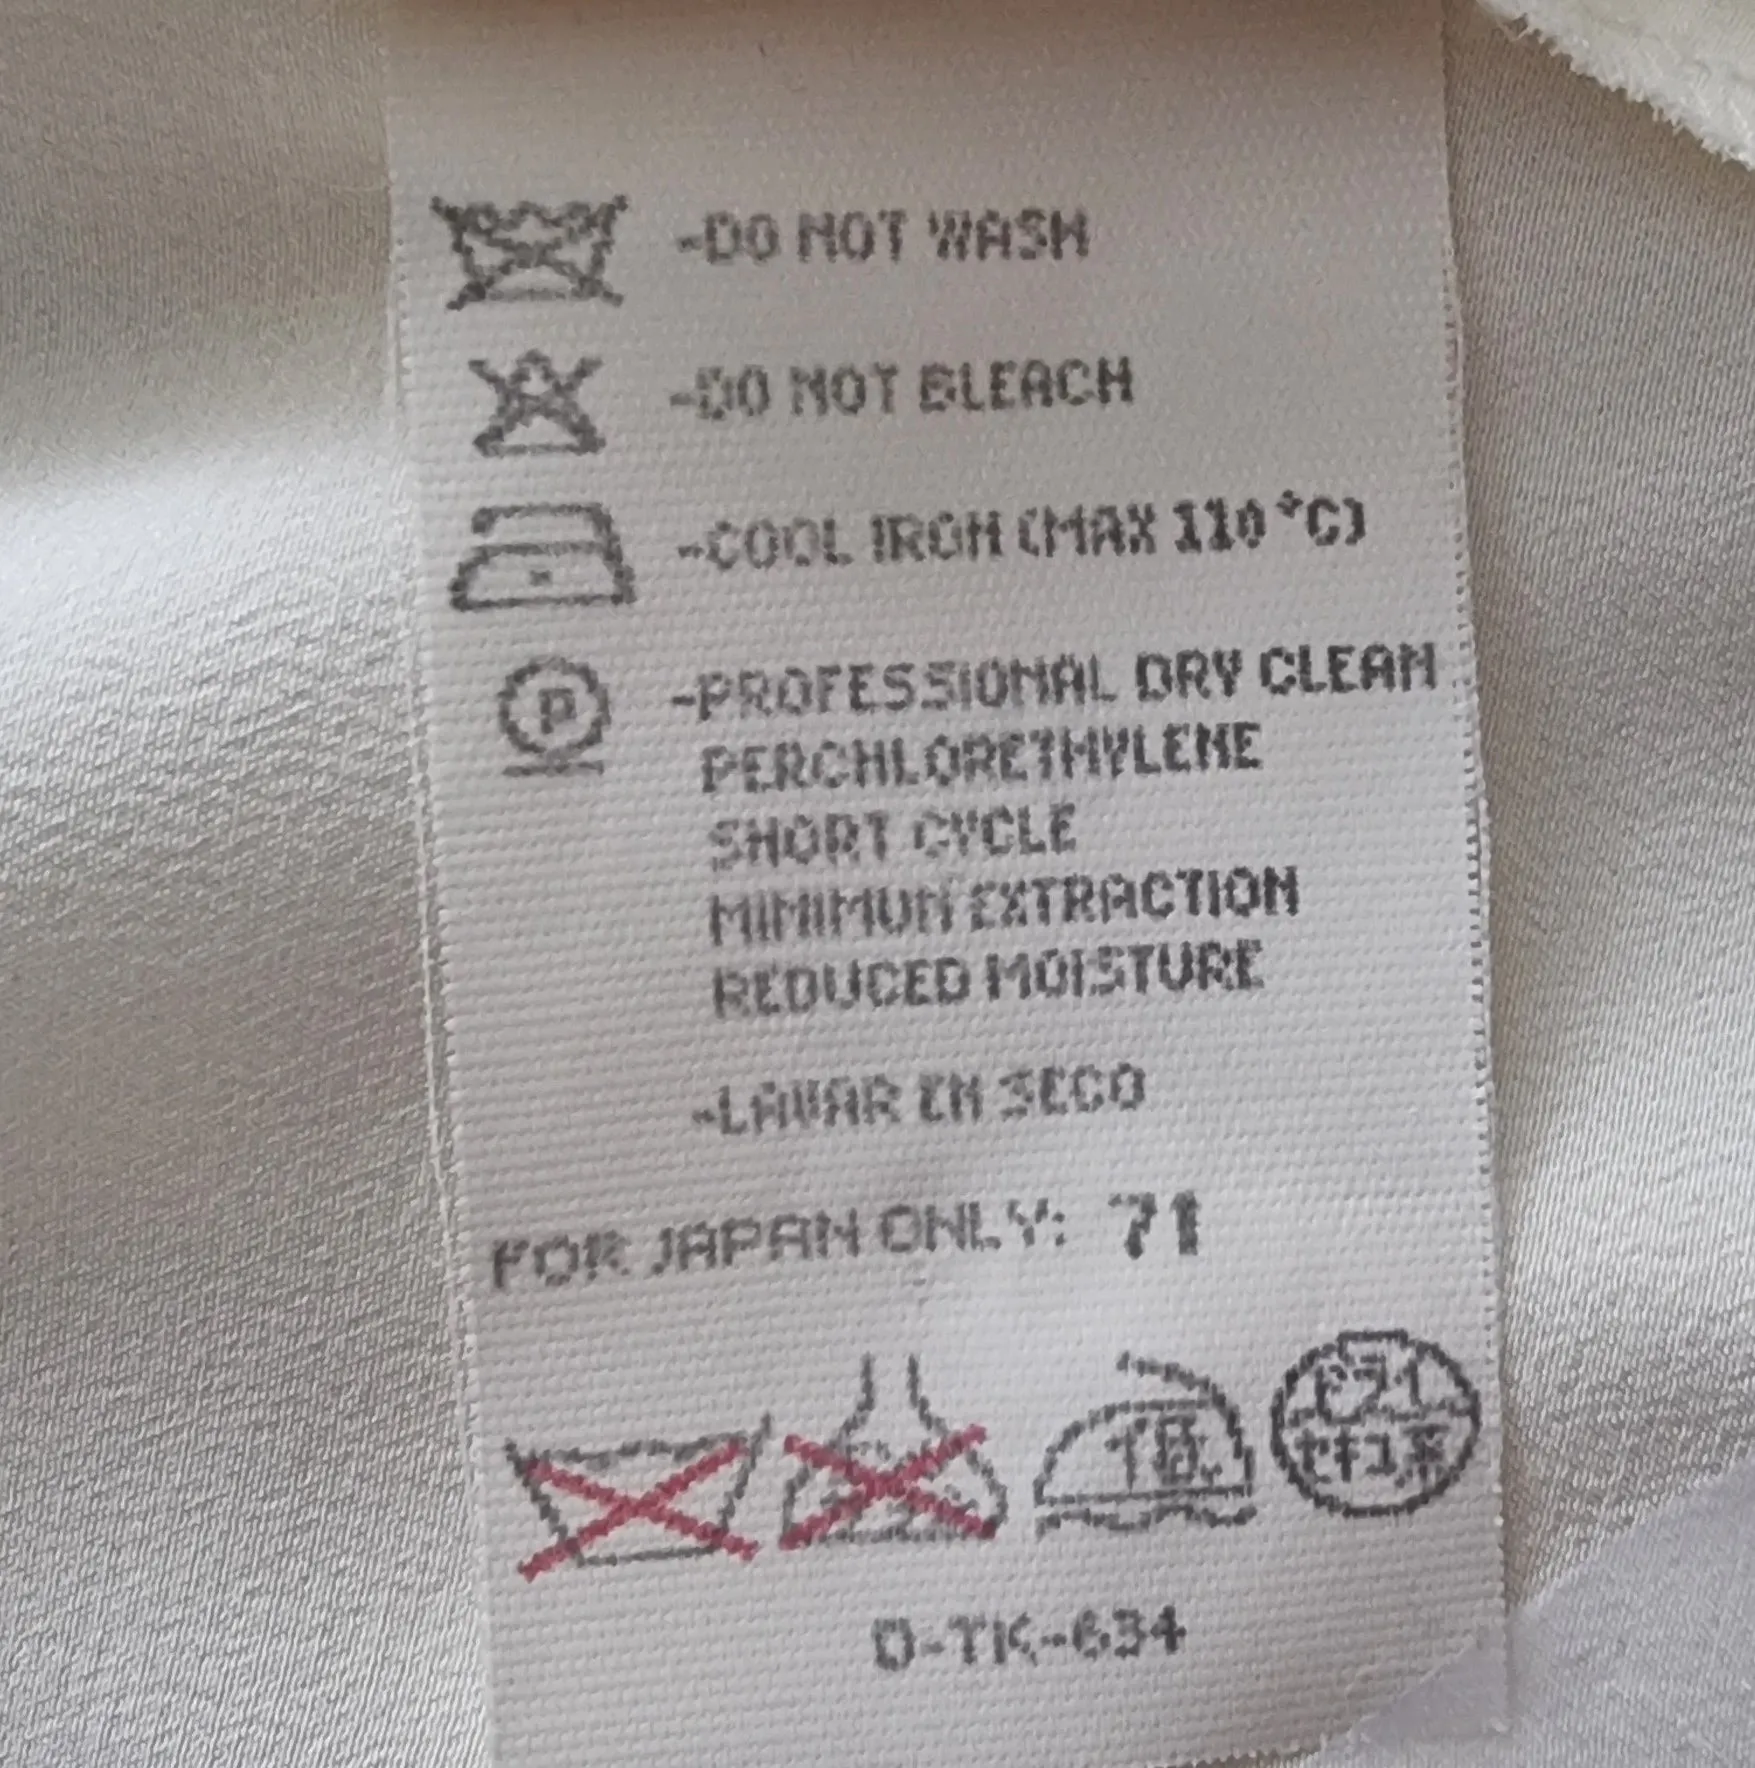 -DO NOT WASH
-DO NOT BLEACH
-COOL IRON (MAX 110 °C)
P
-PROFESSIONAL DRY CLEAN
PERCHLORETHYLENE
SHORT CYCLE
MINIMUN EXTRACTION
REDUCED MOISTURE
-LAVAR EN SECO
FOR JAPAN ONLY: 71
低
ドライ
セキユ系
D-TK-634